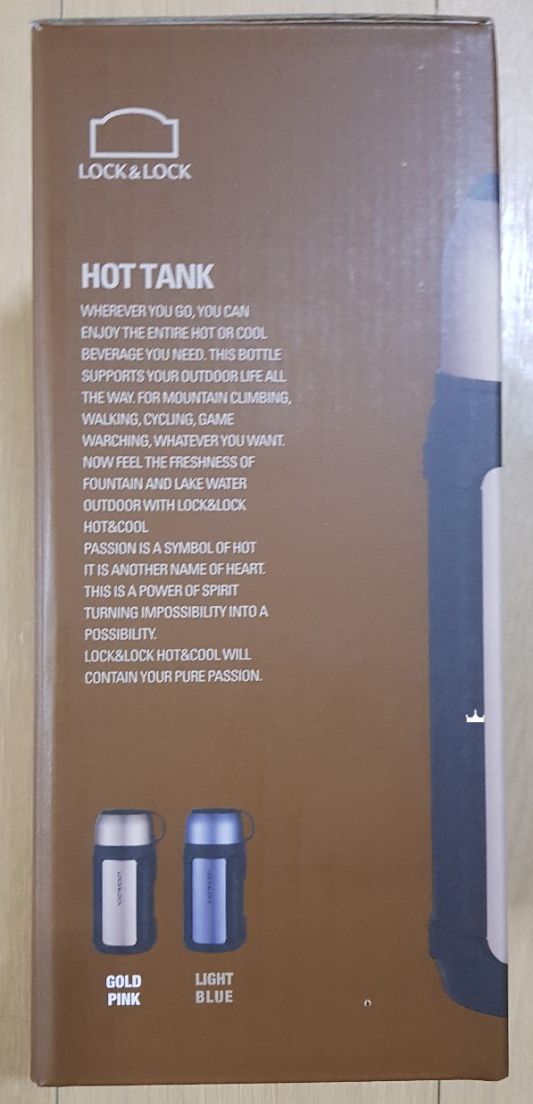 LOCK&LOCK
HOT TANK
WHEREVER YOU GO, YOU CAN
ENJOY THE ENTIRE HOT OR COOL
BEVERAGE YOU NEED. THIS BOTTLE
SUPPORTS YOUR OUTDOOR LIFE ALL
THE WAY. FOR MOUNTAIN CLIMBING,
WALKING, CYCLING, GAME
WARCHING, WHATEVER YOU WANT.
NOW FEEL THE FRESHNESS OF
FOUNTAIN AND LAKE WATER
OUTDOOR WITH LOCK&LOCK
HOT&COOL
PASSION IS A SYMBOL OF HOT
IT IS ANOTHER NAME OF HEART.
THIS IS A POWER OF SPIRIT
TURNING IMPOSSIBILITY INTO A
POSSIBILITY.
LOCK&LOCK HOT&COOL WILL
CONTAIN YOUR PURE PASSION.
LOCK&LOCK
LOCK&LOCK
GOLD
PINK
LIGHT
BLUE